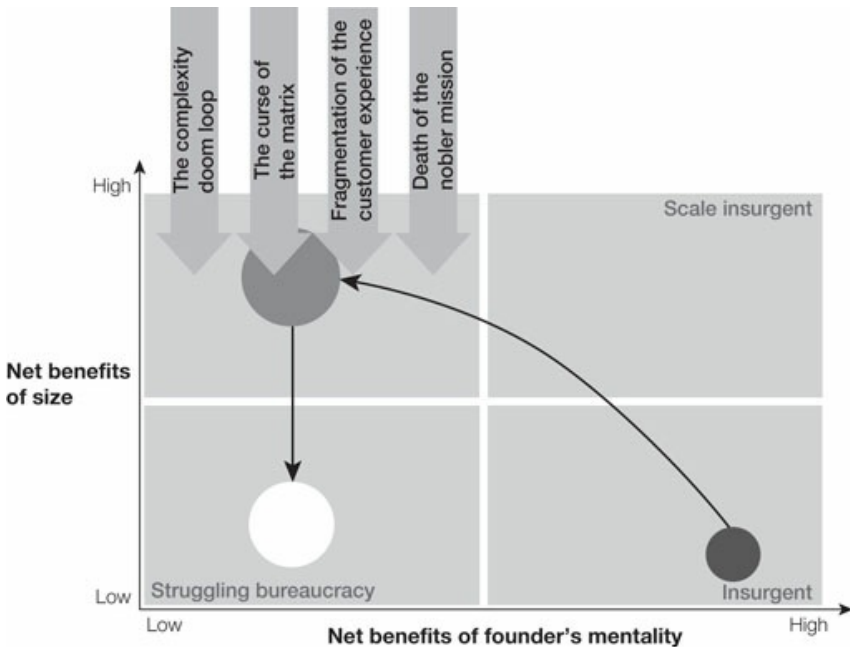 The complexity
doom loop
The curse of
the matrix
Fragmentation of the
customer experience
Death of the
nobler mission
High
Scale insurgent
Net benefits
of size
Struggling bureaucracy
Insurgent
Low
Low
High
Net benefits of founder’s mentality